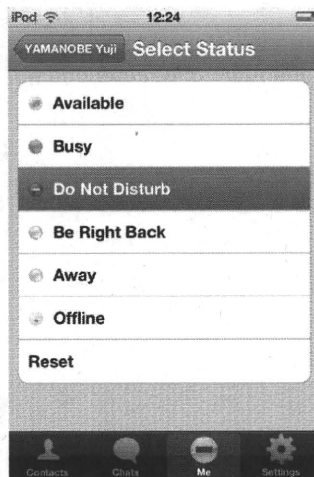 iPod 12:24
YAMANOBE Yuji Select Status
Available
Busy
Do Not Disturb
Be Right Back
Away
Offline
Reset
Contacts Chats Me Settings